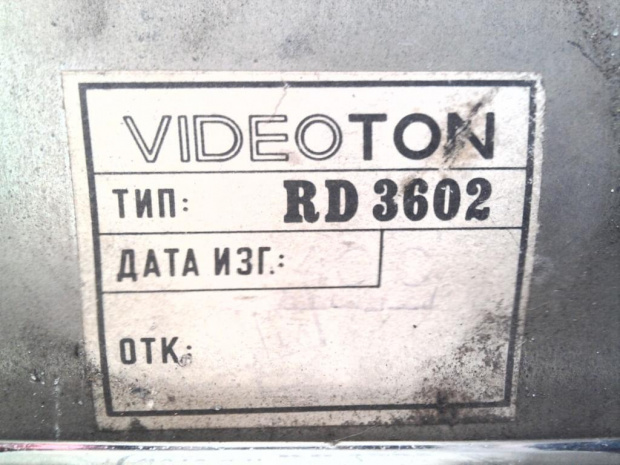 VIDEOTON
ТИП: RD 3602
ДАТА ИЗГ.:
ОТК: